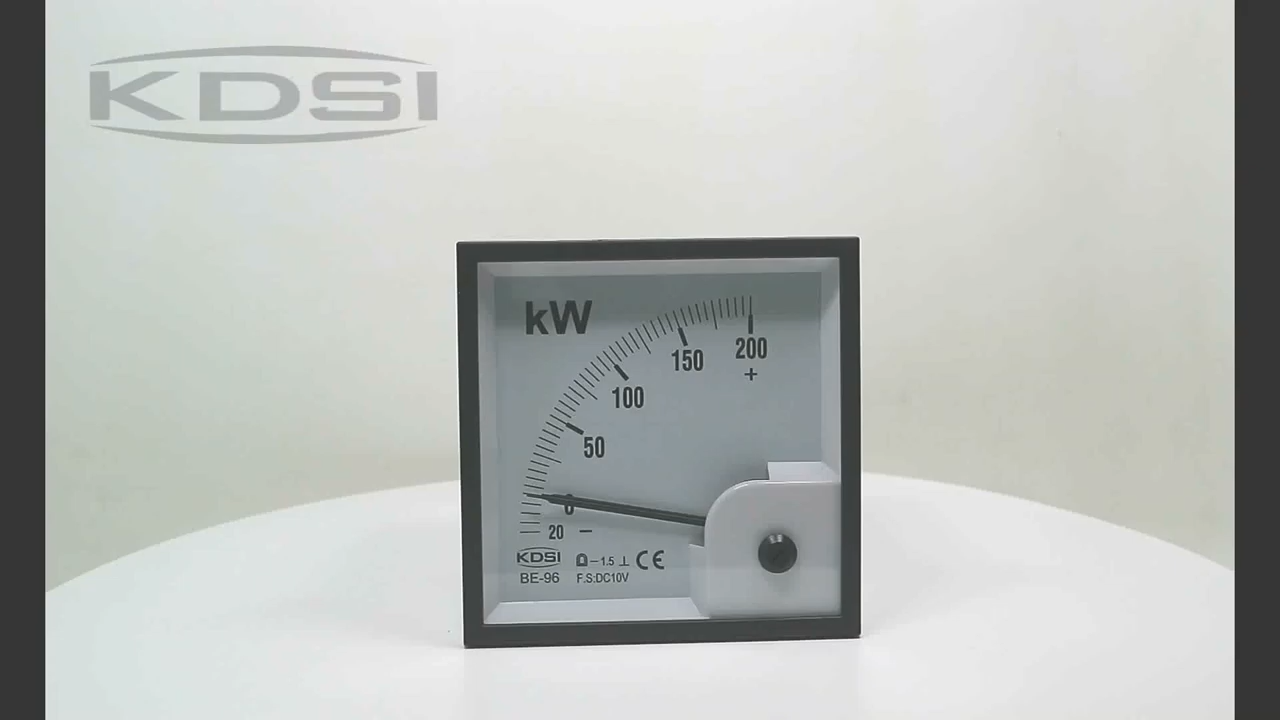 KDSI
kW
200
150
+
100
50
0
20 −
KDSI
−1.5 ⊥ CE
BE-96 F.S:DC10V